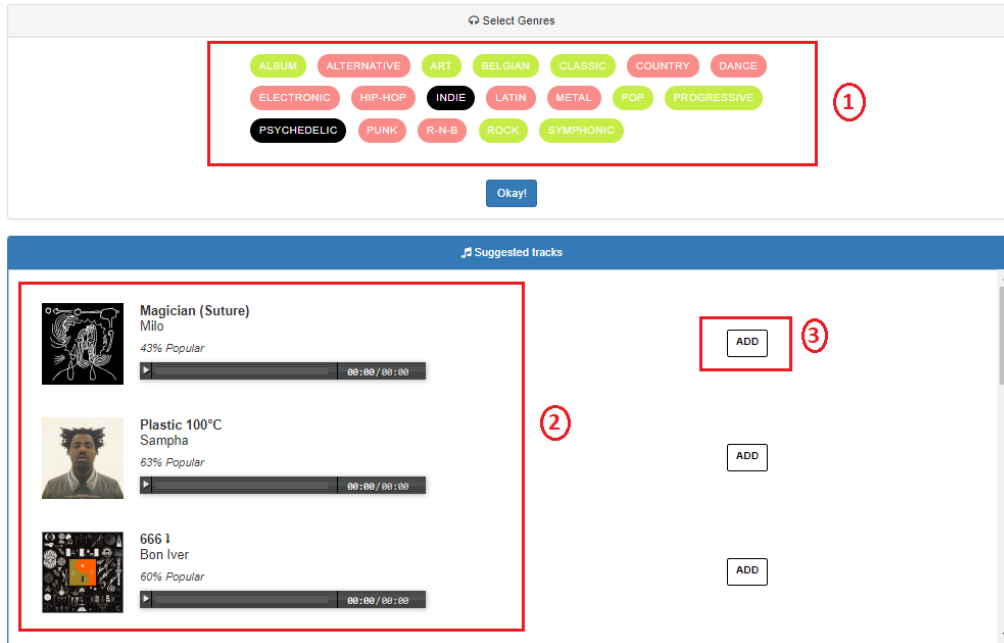 Select Genres
ALBUM ALTERNATIVE ART BELGIAN CLASSIC COUNTRY DANCE
ELECTRONIC HIP-HOP INDIE LATIN METAL POP PROGRESSIVE
1
PSYCHEDELIC PUNK R-N-B ROCK SYMPHONIC
Okay!
Suggested tracks
Magician (Suture)
Milo
43% Popular
00:00/00:00
ADD
3
2
Plastic 100°C
Sampha
63% Popular
00:00/00:00
ADD
666 ʇ
Bon Iver
60% Popular
00:00/00:00
ADD